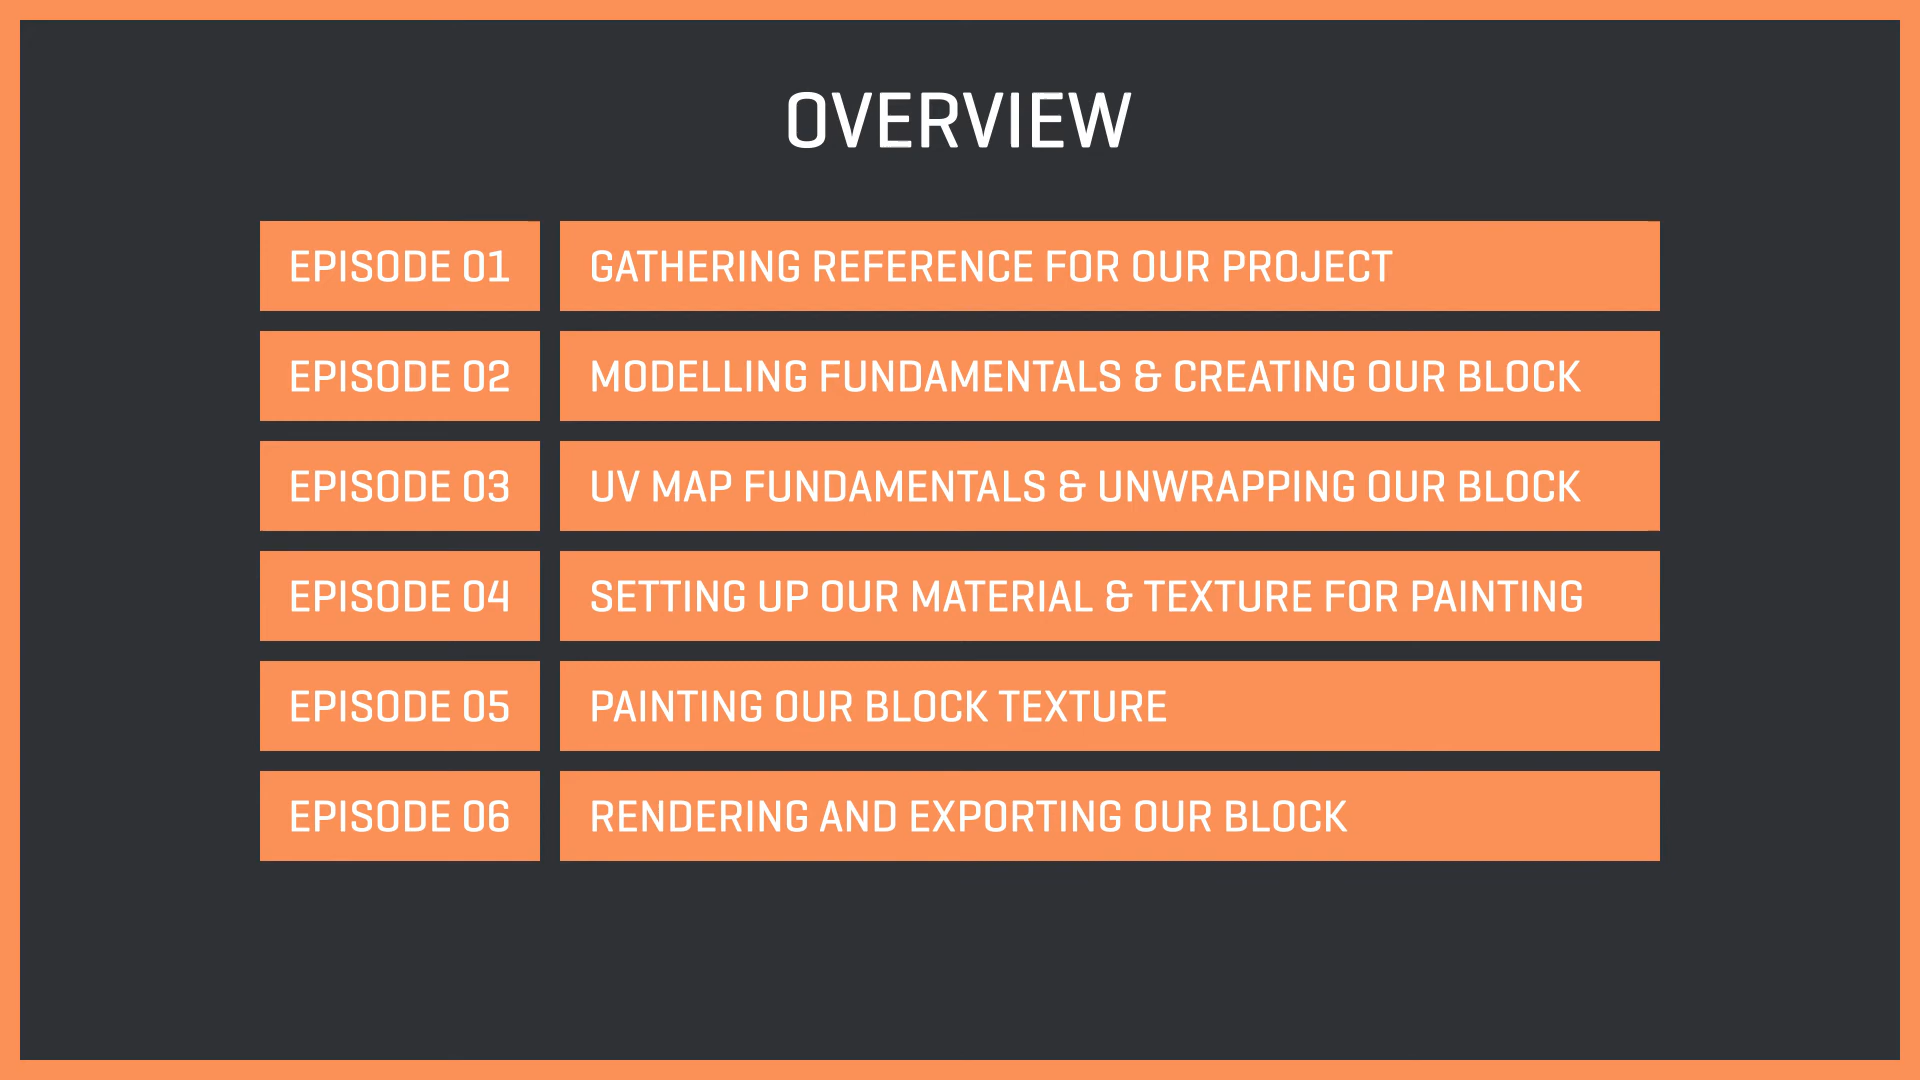 OVERVIEW
EPISODE 01 GATHERING REFERENCE FOR OUR PROJECT
EPISODE 02 MODELLING FUNDAMENTALS & CREATING OUR BLOCK
EPISODE 03 UV MAP FUNDAMENTALS & UNWRAPPING OUR BLOCK
EPISODE 04 SETTING UP OUR MATERIAL & TEXTURE FOR PAINTING
EPISODE 05 PAINTING OUR BLOCK TEXTURE
EPISODE 06 RENDERING AND EXPORTING OUR BLOCK